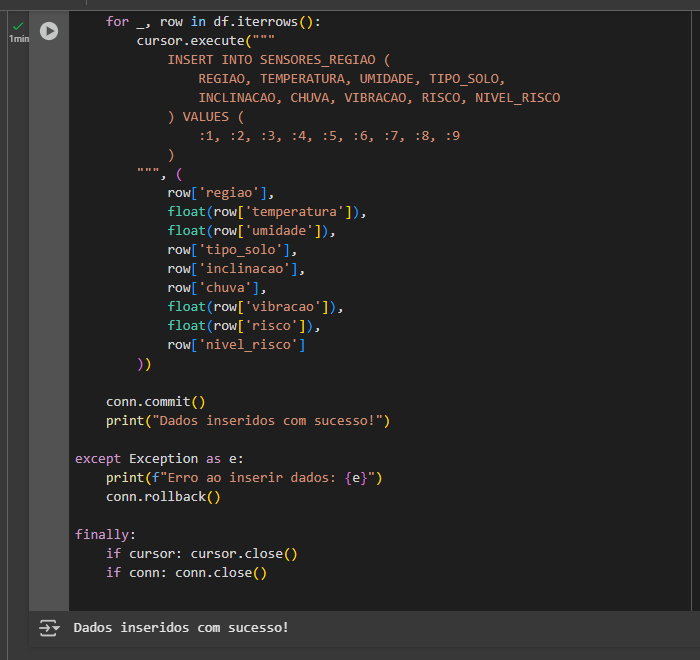 for _, row in df.iterrows():
cursor.execute("""
INSERT INTO SENSORES_REGIAO (
REGIAO, TEMPERATURA, UMIDADE, TIPO_SOLO,
INCLINACAO, CHUVA, VIBRACAO, RISCO, NIVEL_RISCO
) VALUES (
:1, :2, :3, :4, :5, :6, :7, :8, :9
)
""", (
row['regiao'],
float(row['temperatura']),
float(row['umidade']),
row['tipo_solo'],
row['inclinacao'],
row['chuva'],
float(row['vibracao']),
float(row['risco']),
row['nivel_risco']
))
conn.commit()
print("Dados inseridos com sucesso!")
except Exception as e:
print(f"Erro ao inserir dados: {e}")
conn.rollback()
finally:
if cursor: cursor.close()
if conn: conn.close()
1min
Dados inseridos com sucesso!